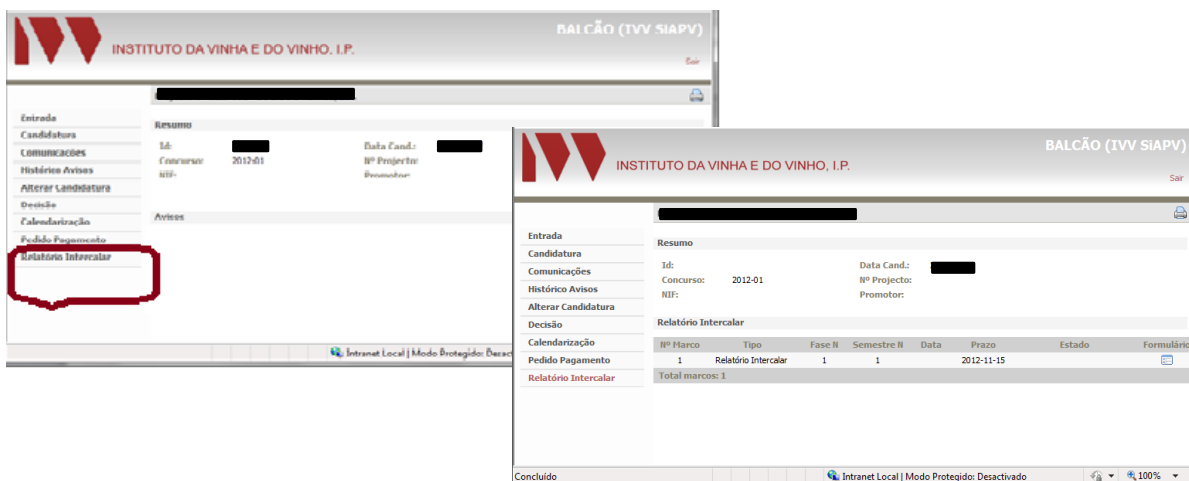 BALCÃO (IVV SiAPV)
INSTITUTO DA VINHA E DO VINHO, I.P.
Sair
Entrada
Candidatura
Comunicações
Histórico Avisos
Alterar Candidatura
Decisão
Calendarização
Pedido Pagamento
Relatório Intercalar
Resumo
Id: Data Cand.:
Concurso: 2012-01 Nº Projecto:
NIF: Promotor:
Avisos
Intranet Local | Modo Protegido: Desact
BALCÃO (IVV SiAPV)
INSTITUTO DA VINHA E DO VINHO, I.P.
Sair
Entrada
Candidatura
Comunicações
Histórico Avisos
Alterar Candidatura
Decisão
Calendarização
Pedido Pagamento
Relatório Intercalar
Resumo
Id: Data Cand.:
Concurso: 2012-01 Nº Projecto:
NIF: Promotor:
Relatório Intercalar
Nº Marco Tipo Fase N Semestre N Data Prazo Estado Formulário
1 Relatório Intercalar 1 1 2012-11-15
Total marcos: 1
Concluído Intranet Local | Modo Protegido: Desactivado 100%